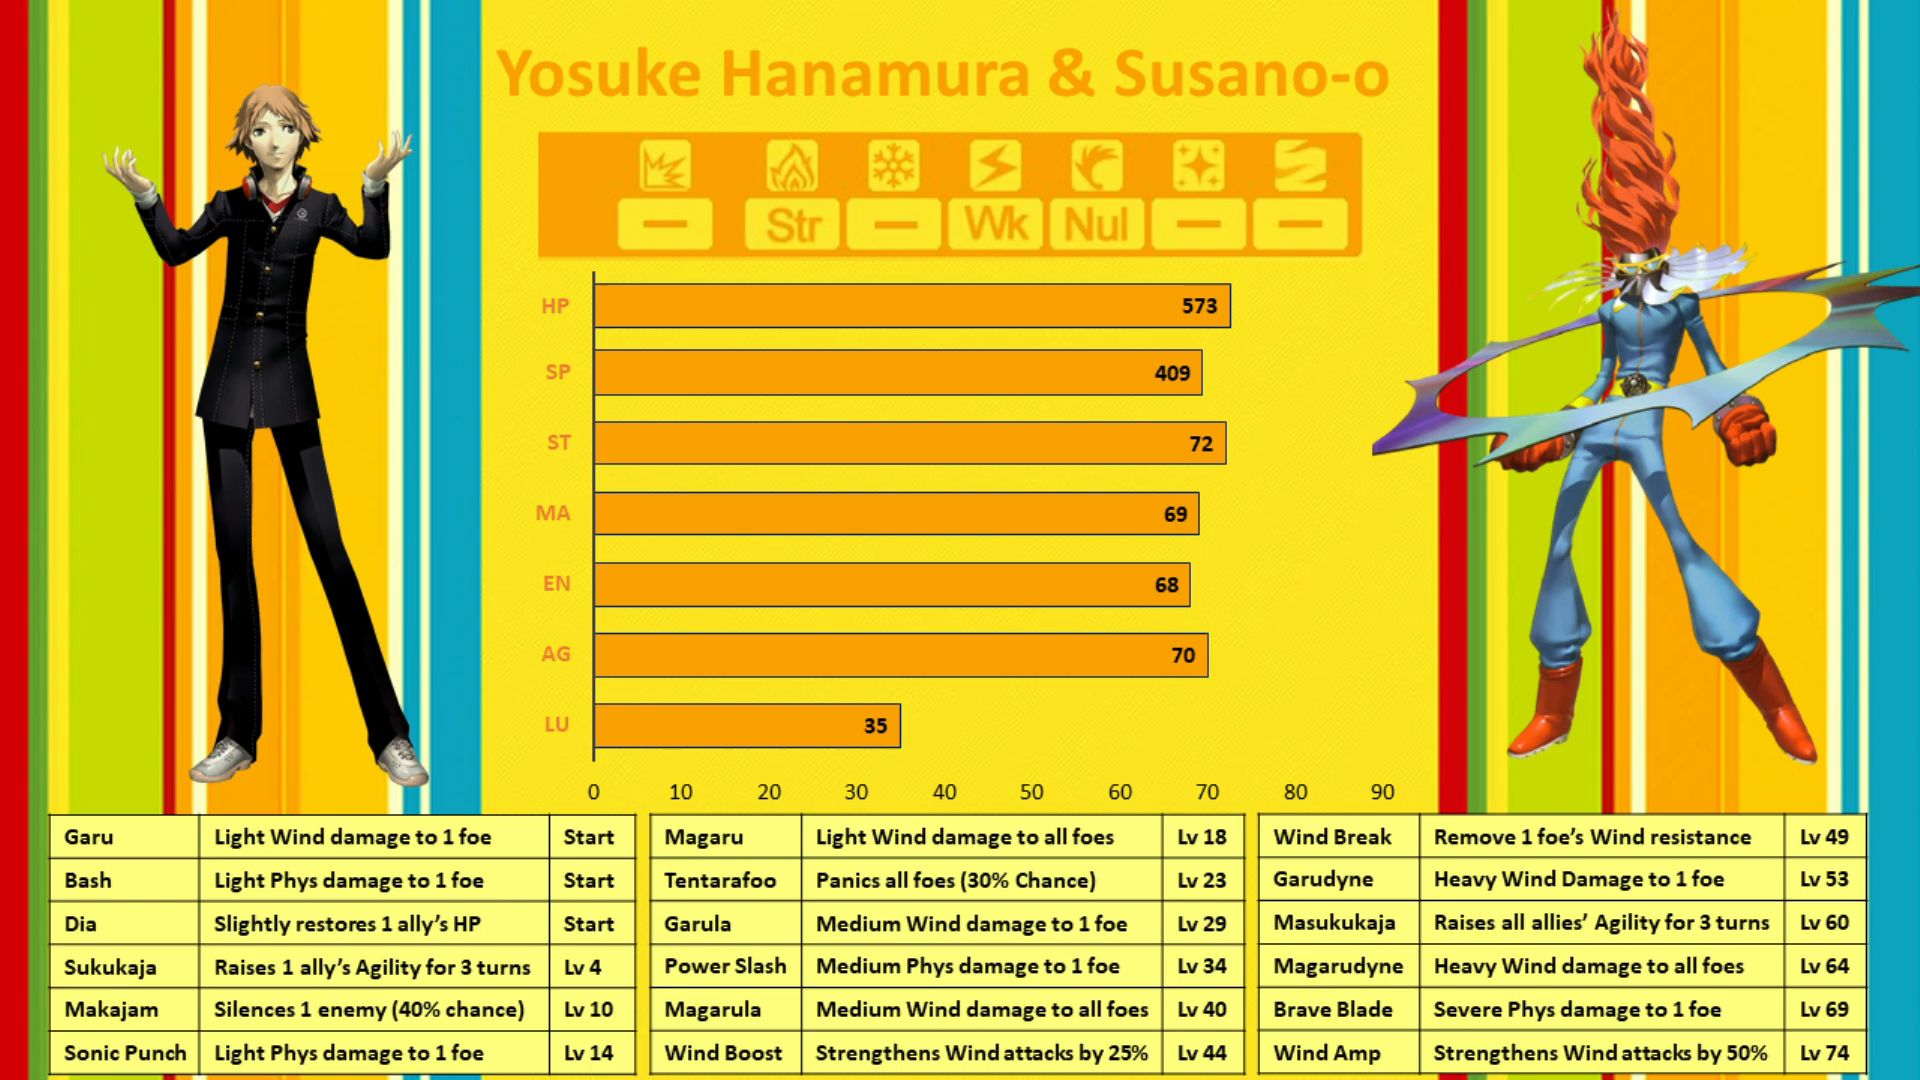 Yosuke Hanamura & Susano-o
— Str — Wk Nul — —
HP 573
SP 409
ST 72
MA 69
EN 68
AG 70
LU 35
0 10 20 30 40 50 60 70 80 90
Garu Light Wind damage to 1 foe Start
Bash Light Phys damage to 1 foe Start
Dia Slightly restores 1 ally’s HP Start
Sukukaja Raises 1 ally’s Agility for 3 turns Lv 4
Makajam Silences 1 enemy (40% chance) Lv 10
Sonic Punch Light Phys damage to 1 foe Lv 14
Magaru Light Wind damage to all foes Lv 18
Tentarafoo Panics all foes (30% Chance) Lv 23
Garula Medium Wind damage to 1 foe Lv 29
Power Slash Medium Phys damage to 1 foe Lv 34
Magarula Medium Wind damage to all foes Lv 40
Wind Boost Strengthens Wind attacks by 25% Lv 44
Wind Break Remove 1 foe’s Wind resistance Lv 49
Garudyne Heavy Wind Damage to 1 foe Lv 53
Masukukaja Raises all allies’ Agility for 3 turns Lv 60
Magarudyne Heavy Wind damage to all foes Lv 64
Brave Blade Severe Phys damage to 1 foe Lv 69
Wind Amp Strengthens Wind attacks by 50% Lv 74